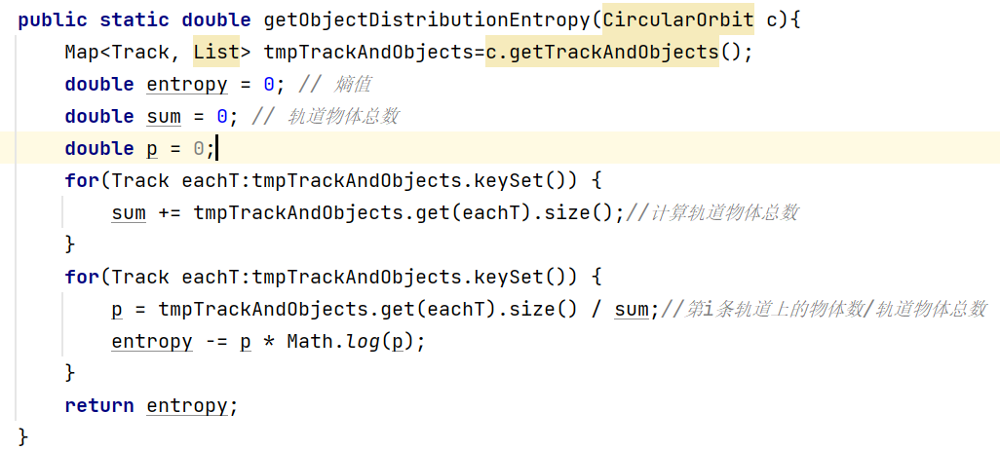 public static double getObjectDistributionEntropy(CircularOrbit c){
    Map<Track, List> tmpTrackAndObjects=c.getTrackAndObjects();
    double entropy = 0; // 熵值
    double sum = 0; // 轨道物体总数
    double p = 0;
    for(Track eachT:tmpTrackAndObjects.keySet()) {
        sum += tmpTrackAndObjects.get(eachT).size();//计算轨道物体总数
    }
    for(Track eachT:tmpTrackAndObjects.keySet()) {
        p = tmpTrackAndObjects.get(eachT).size() / sum;//第i条轨道上的物体数/轨道物体总数
        entropy -= p * Math.log(p);
    }
    return entropy;
}